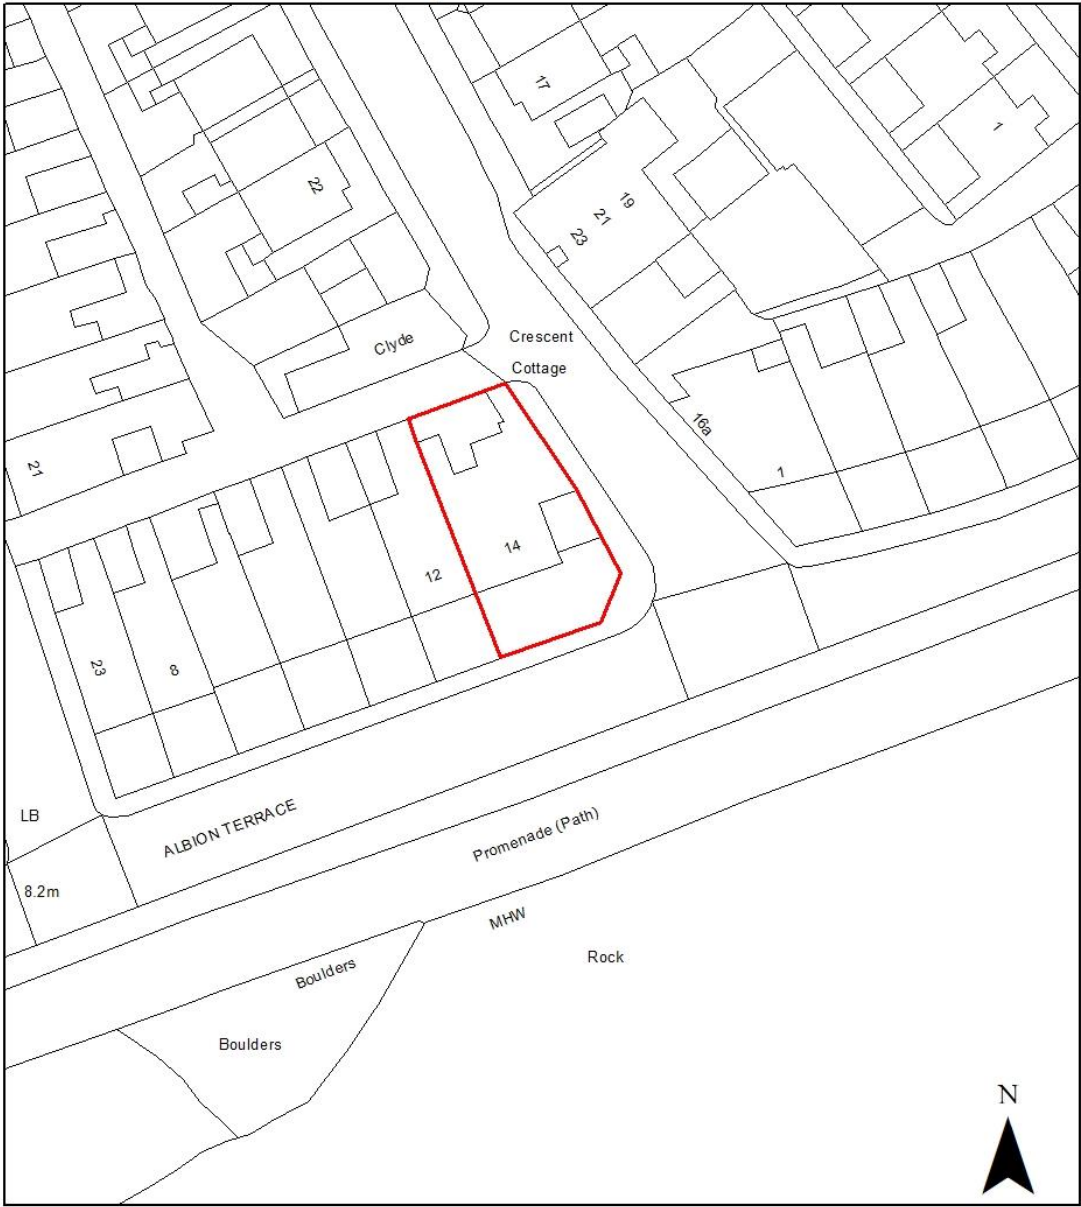 17
1
22
19
21
23
Clyde
Crescent
Cottage
16a
21
1
14
12
23
8
LB
ALBION TERRACE
Promenade (Path)
8.2m
MHW
Rock
Boulders
Boulders
N